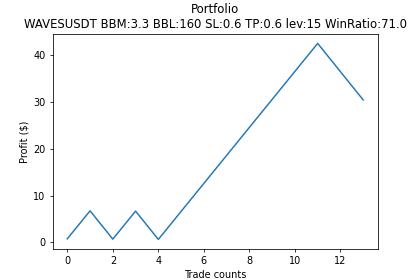 Portfolio
WAVESUSDT BBM:3.3 BBL:160 SL:0.6 TP:0.6 lev:15 WinRatio:71.0
Profit ($)
40
30
20
10
0
0 2 4 6 8 10 12
Trade counts